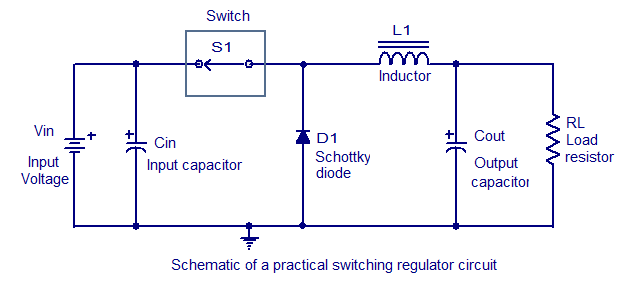 Switch
S1
L1
Inductor
Vin
+
Input
Voltage
+
Cin
Input capacitor
D1
Schottky
diode
+
Cout
Output
capacitor
RL
Load
resistor
Schematic of a practical switching regulator circuit